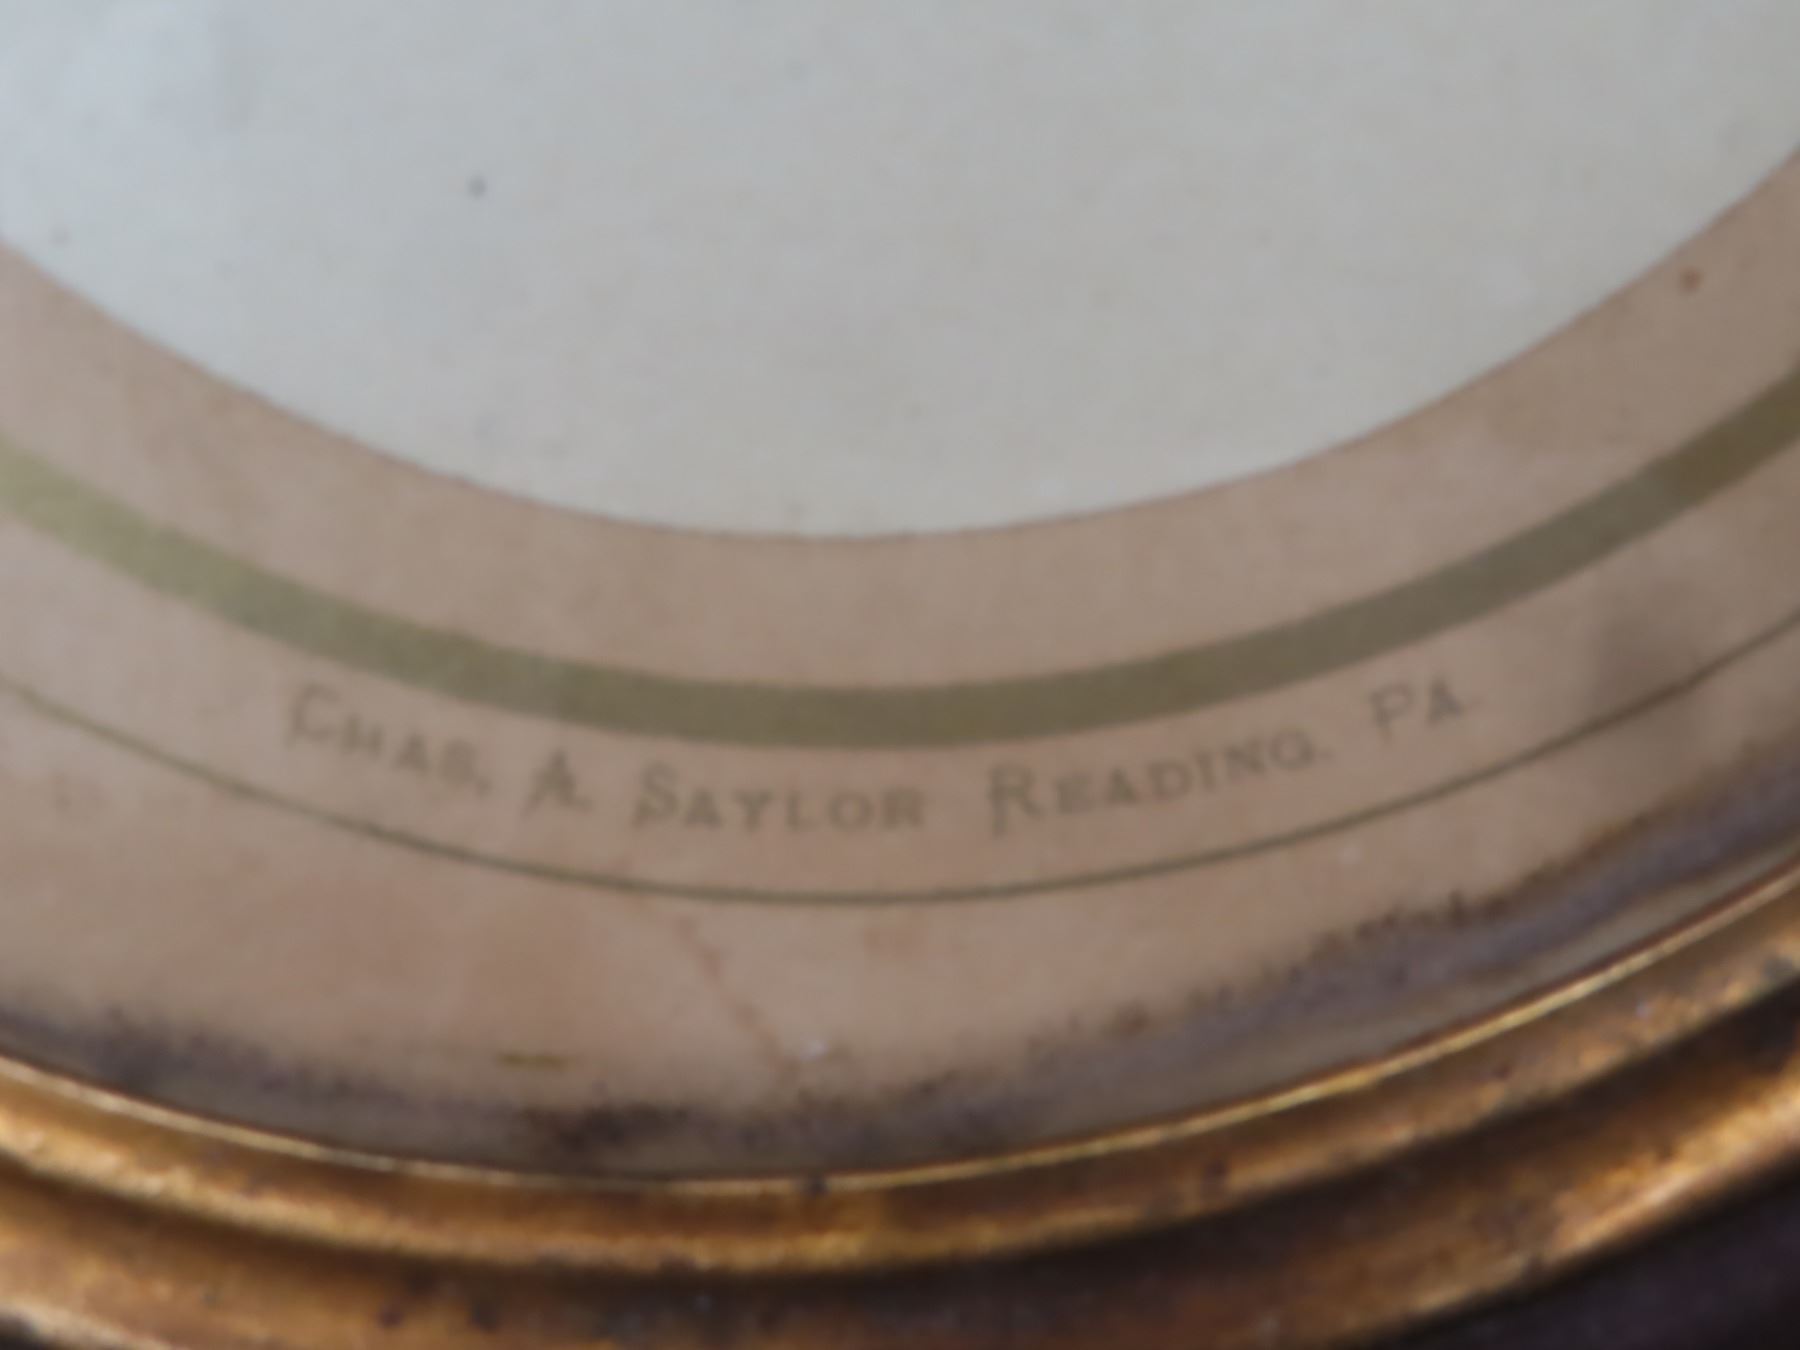 CHAS. A. SAYLOR READING. PA.